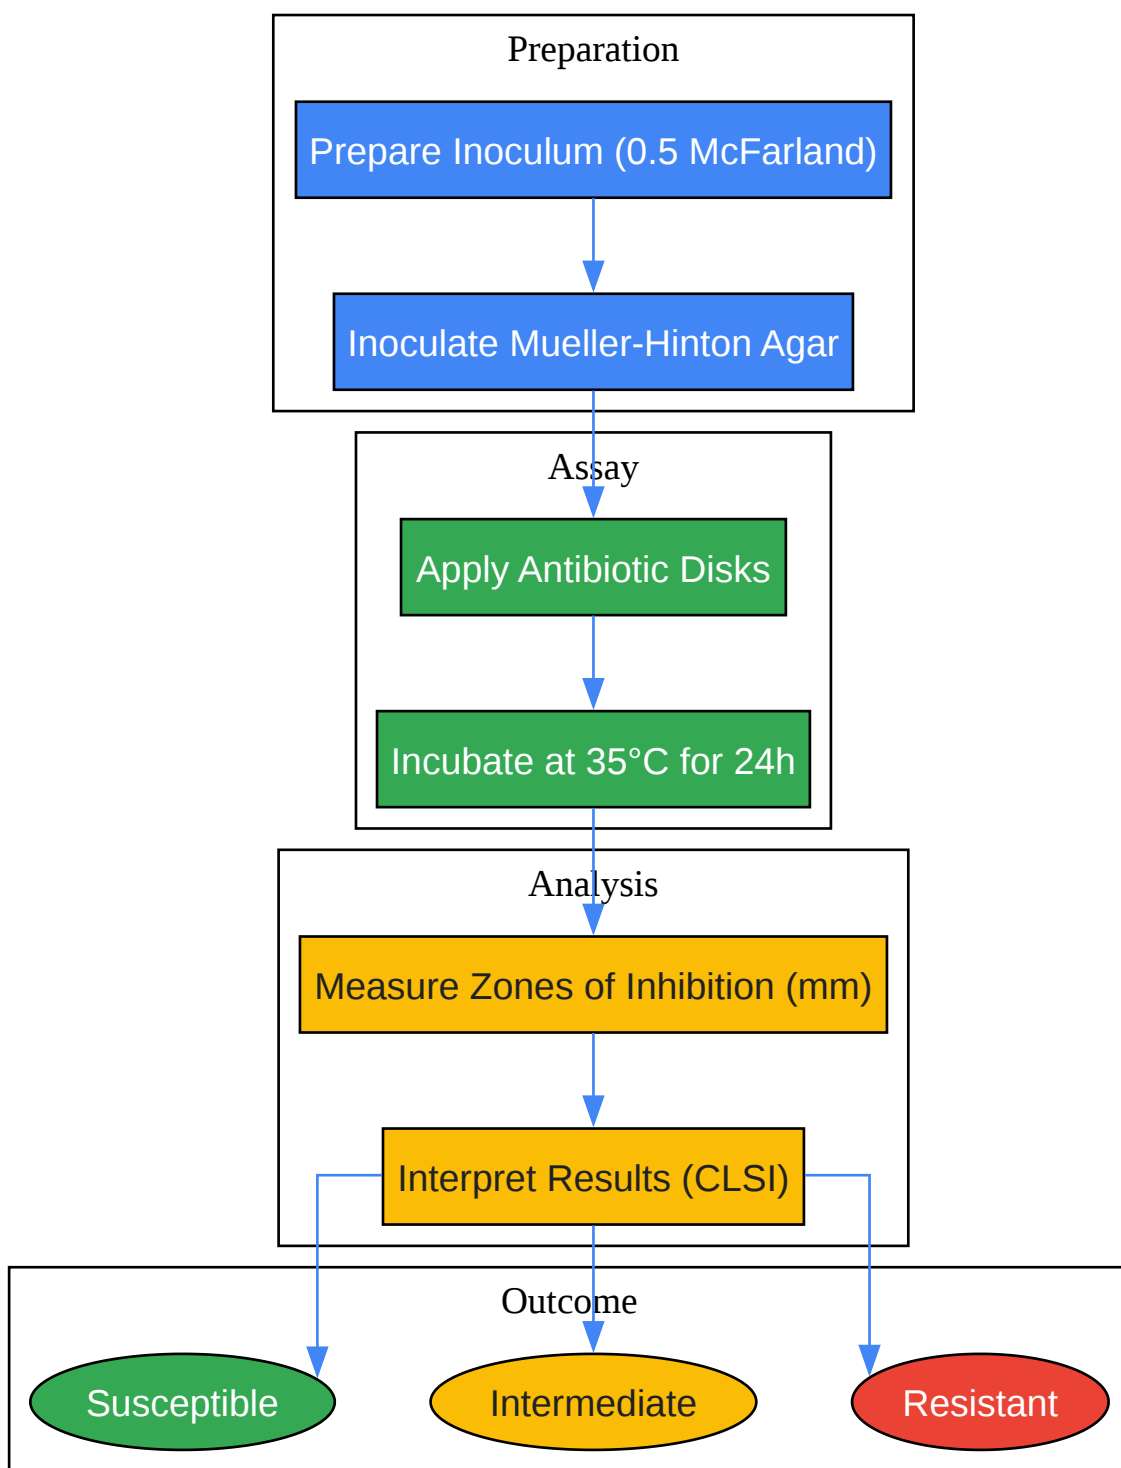 Preparation
Prepare Inoculum (0.5 McFarland)
Inoculate Mueller-Hinton Agar
Assay
Apply Antibiotic Disks
Incubate at 35°C for 24h
Analysis
Measure Zones of Inhibition (mm)
Interpret Results (CLSI)
Outcome
Susceptible
Intermediate
Resistant